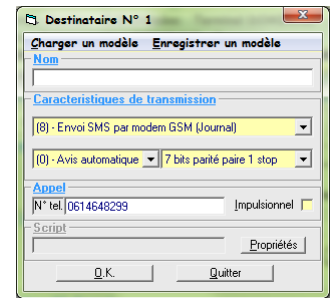 Destinataire N° 1
Charger un modèle Enregistrer un modèle
Nom
Caracteristiques de transmission
(8) - Envoi SMS par modem GSM (Journal)
(0) - Avis automatique 7 bits parité paire 1 stop
Appel
N° tel. 0614648299 Impulsionnel
Script
Propriétés
O.K. Quitter